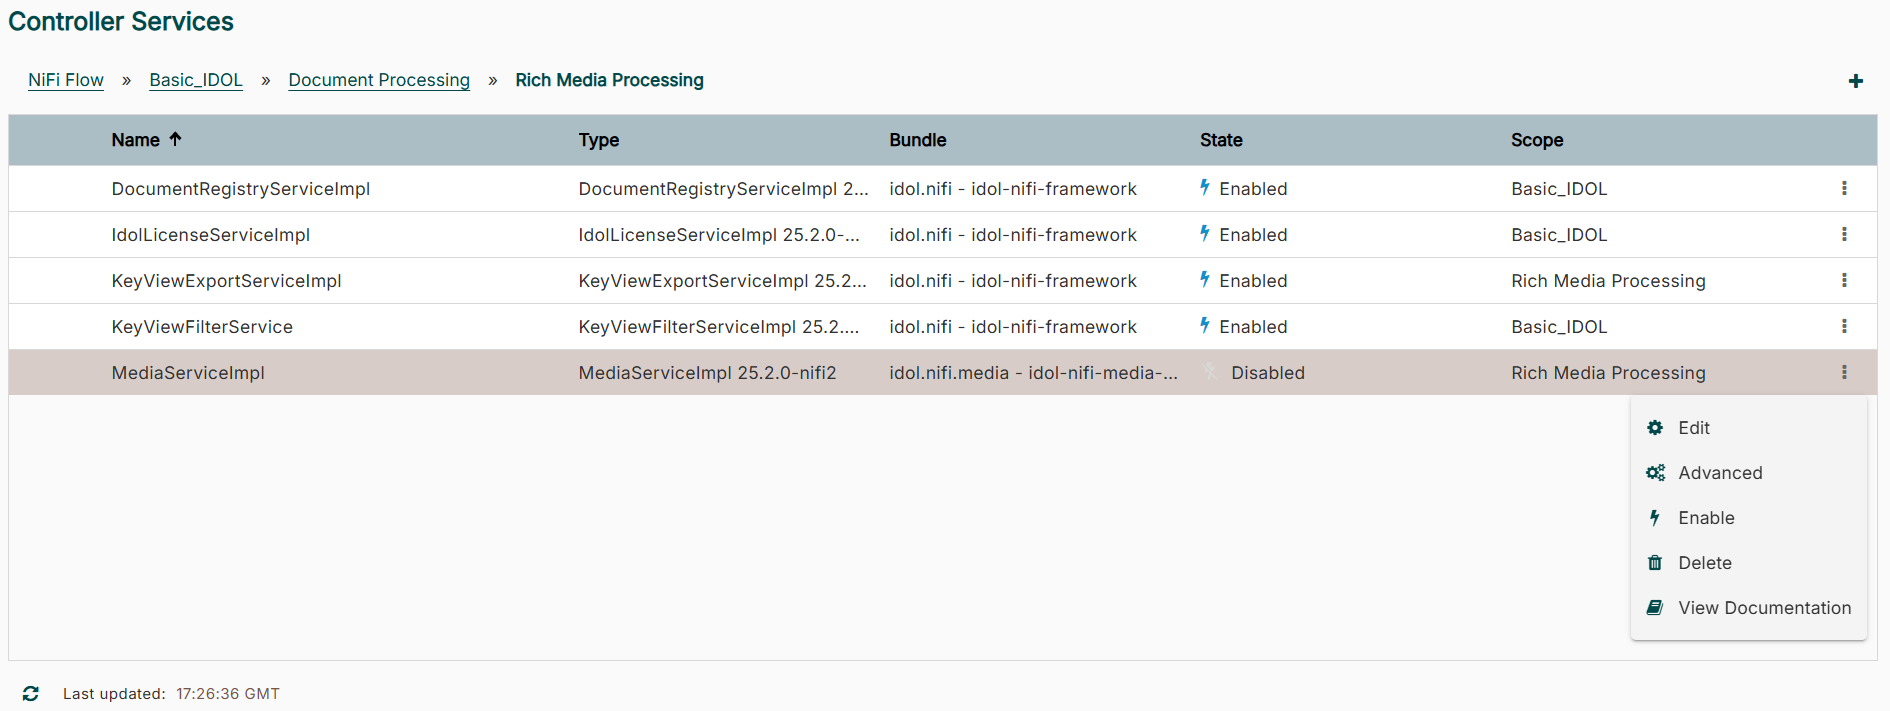 Controller Services
NiFi Flow » Basic_IDOL » Document Processing » Rich Media Processing
Name Type Bundle State Scope
DocumentRegistryServiceImpl DocumentRegistryServiceImpl 2... idol.nifi - idol-nifi-framework Enabled Basic_IDOL
IdolLicenseServiceImpl IdolLicenseServiceImpl 25.2.0-... idol.nifi - idol-nifi-framework Enabled Basic_IDOL
KeyViewExportServiceImpl KeyViewExportServiceImpl 25.2... idol.nifi - idol-nifi-framework Enabled Rich Media Processing
KeyViewFilterService KeyViewFilterServiceImpl 25.2.... idol.nifi - idol-nifi-framework Enabled Basic_IDOL
MediaServiceImpl MediaServiceImpl 25.2.0-nifi2 idol.nifi.media - idol-nifi-media-... Disabled Rich Media Processing
Edit
Advanced
Enable
Delete
View Documentation
Last updated: 17:26:36 GMT